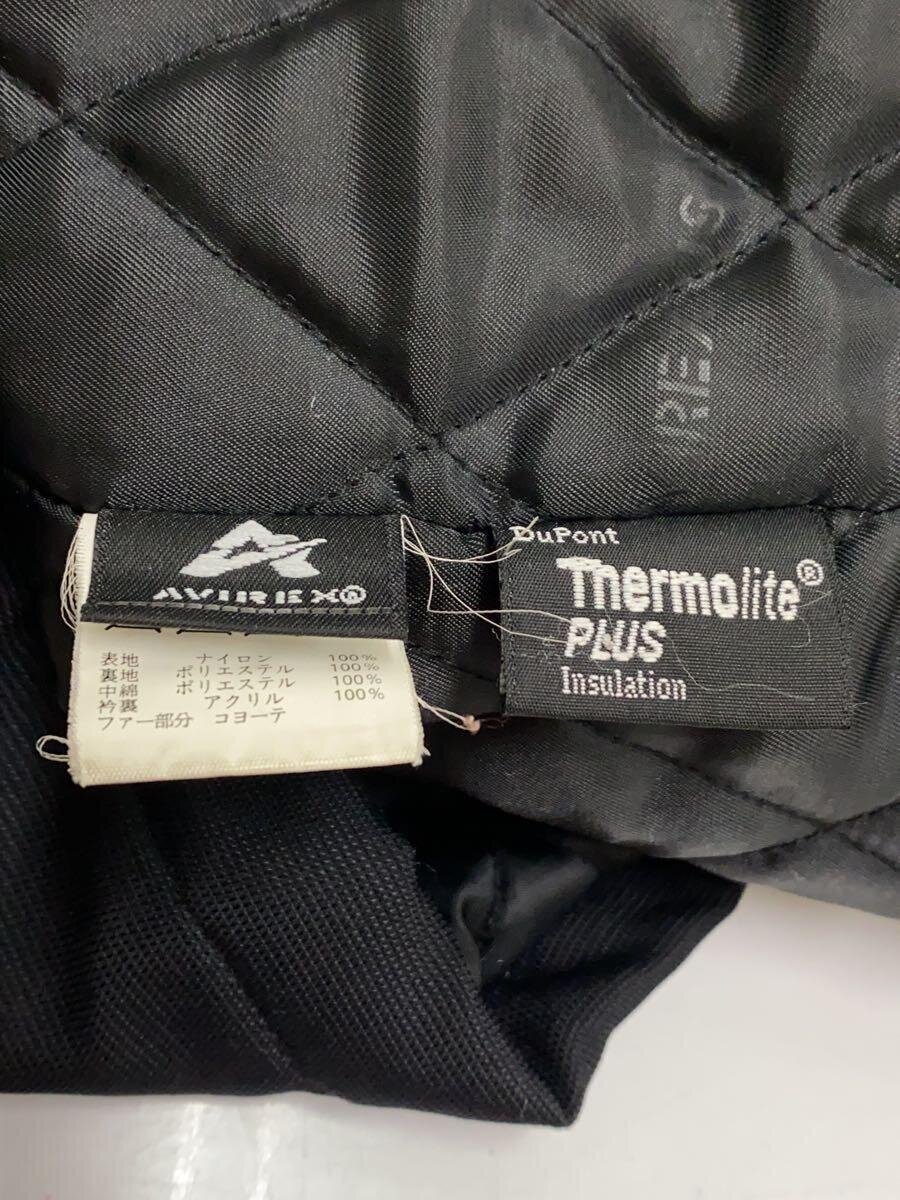 AVIREX®
表地 ナイロン 100%
裏地 ポリエステル 100%
中綿 ポリエステル 100%
衿裏 アクリル 100%
ファー部分 コヨーテ
DuPont
Thermolite®
PLUS
Insulation